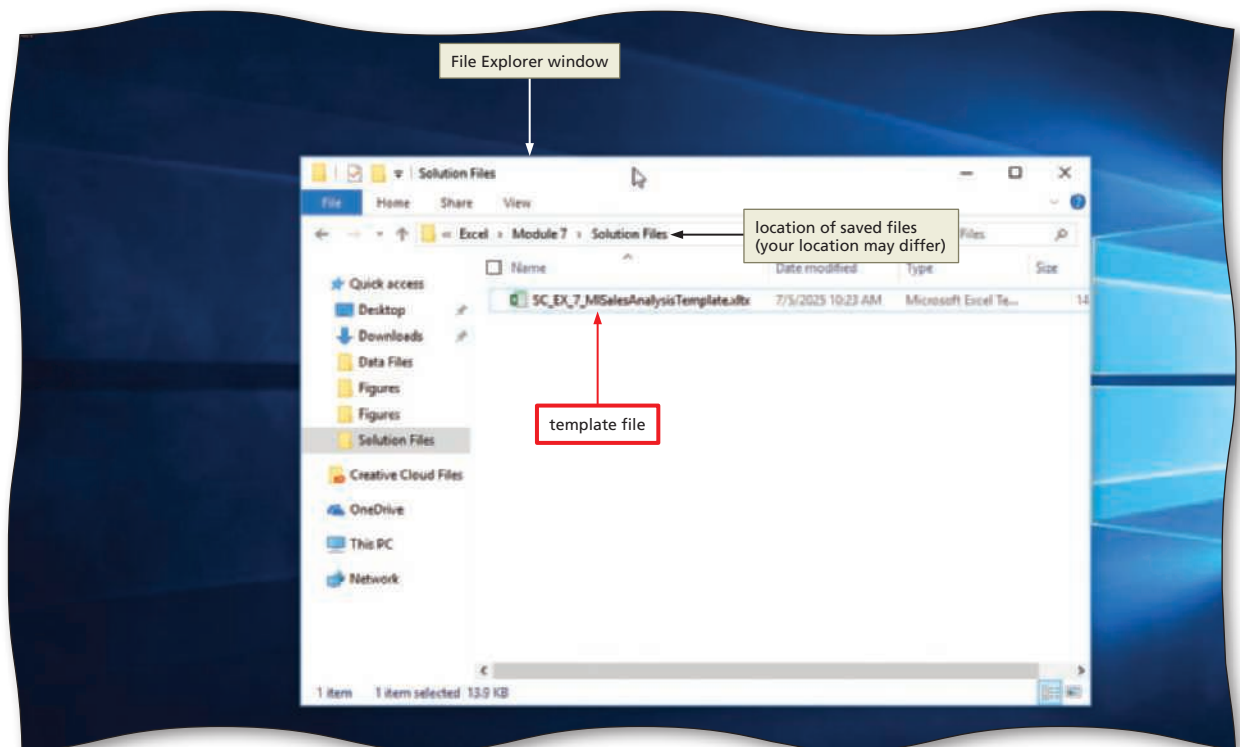 File Explorer window
Solution Files
File Home Share View
Excel › Module 7 › Solution Files
location of saved files
(your location may differ)
Files
Name Date modified Type Size
Quick access
Desktop
Downloads
Data Files
Figures
Figures
Solution Files
Creative Cloud Files
OneDrive
This PC
Network
SC_EX_7_MISalesAnalysisTemplate.xltx 7/5/2025 10:23 AM Microsoft Excel Te... 14
template file
1 item 1 item selected 13.9 KB